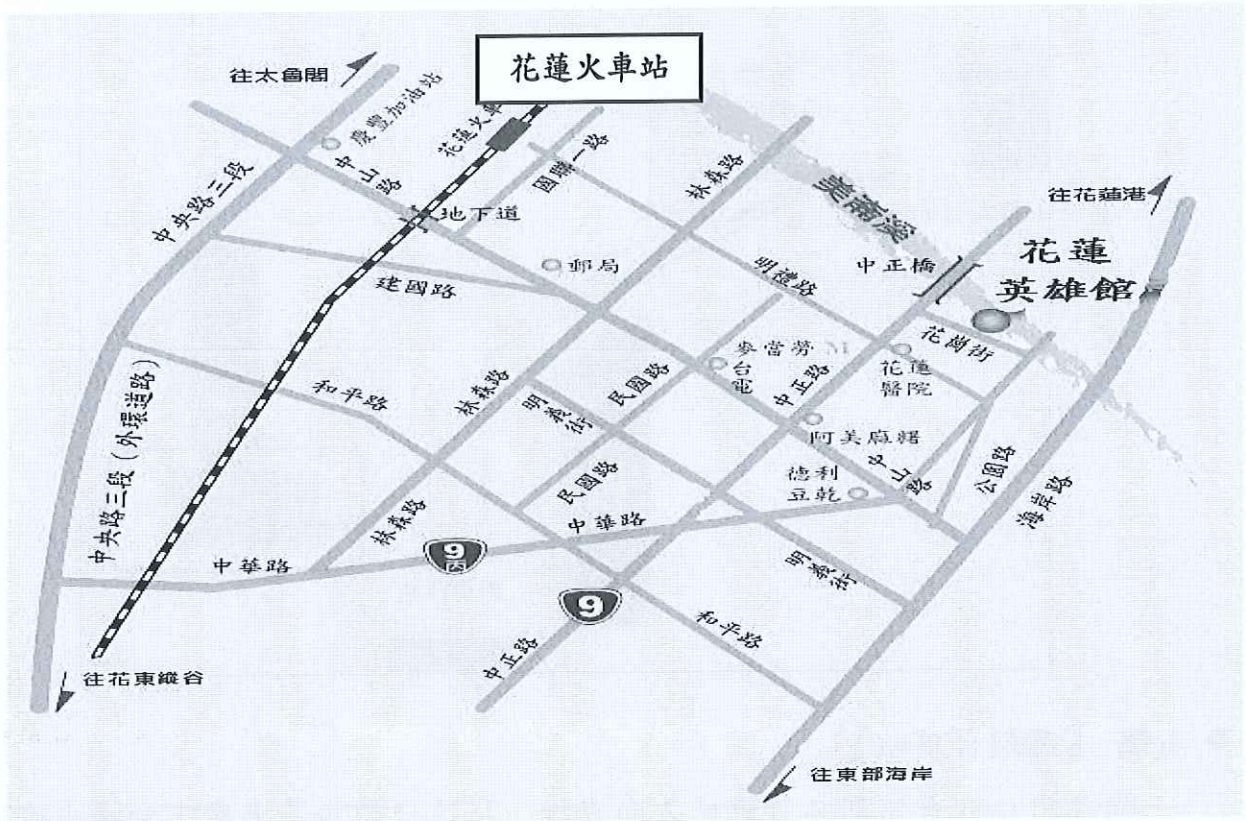 花蓮火車站
往太魯閣
慶豐加油站
花蓮火車
中山路
國聯一路
林森路
美崙溪
往花蓮港
中央路三段
地下道
郵局
建國路
明禮路
中正橋
花蓮
英雄館
花崗街
麥當勞 M
台電
中正路
花蓮
醫院
和平路
林森路
明義街
民國路
阿美麻糬
中山路
公園路
海岸路
德利
豆乾
民國路
中央路三段(外環道路)
中華路
林森路
9
丙
中華路
明義街
9
和平路
中正路
往花東縱谷
往東部海岸